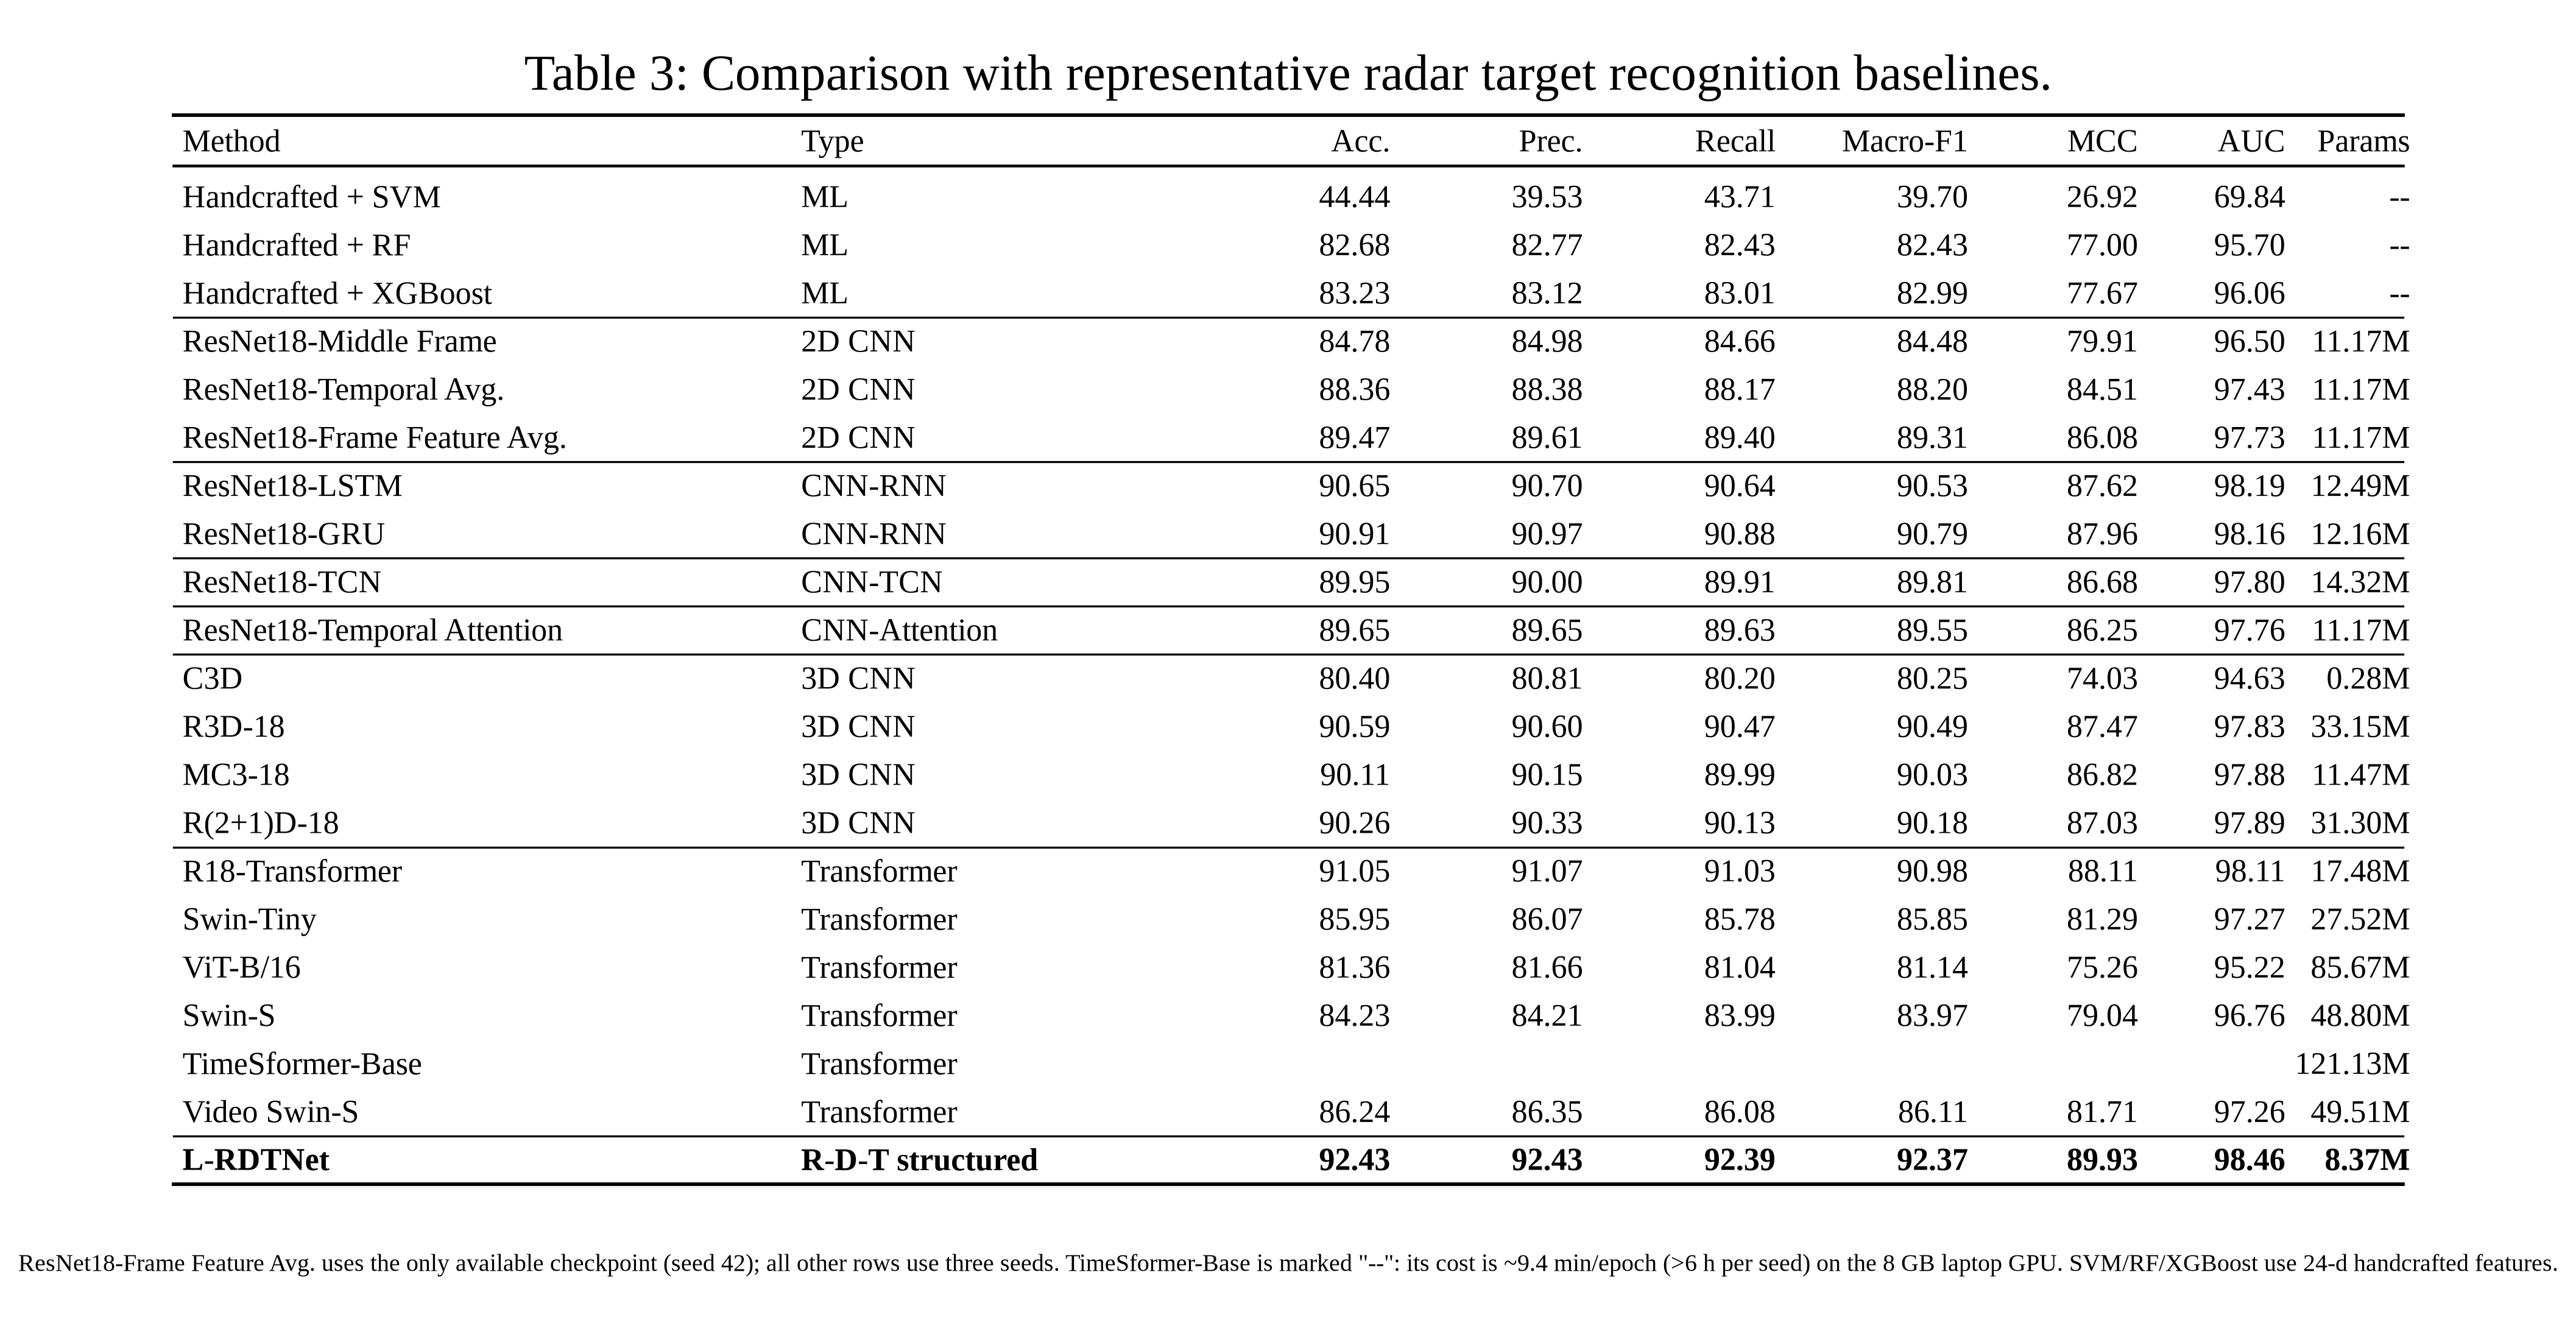 Table 3: Comparison with representative radar target recognition baselines.
Method Type Acc. Prec. Recall Macro-F1 MCC AUC Params
Handcrafted + SVM ML 44.44 39.53 43.71 39.70 26.92 69.84 --
Handcrafted + RF ML 82.68 82.77 82.43 82.43 77.00 95.70 --
Handcrafted + XGBoost ML 83.23 83.12 83.01 82.99 77.67 96.06 --
ResNet18-Middle Frame 2D CNN 84.78 84.98 84.66 84.48 79.91 96.50 11.17M
ResNet18-Temporal Avg. 2D CNN 88.36 88.38 88.17 88.20 84.51 97.43 11.17M
ResNet18-Frame Feature Avg. 2D CNN 89.47 89.61 89.40 89.31 86.08 97.73 11.17M
ResNet18-LSTM CNN-RNN 90.65 90.70 90.64 90.53 87.62 98.19 12.49M
ResNet18-GRU CNN-RNN 90.91 90.97 90.88 90.79 87.96 98.16 12.16M
ResNet18-TCN CNN-TCN 89.95 90.00 89.91 89.81 86.68 97.80 14.32M
ResNet18-Temporal Attention CNN-Attention 89.65 89.65 89.63 89.55 86.25 97.76 11.17M
C3D 3D CNN 80.40 80.81 80.20 80.25 74.03 94.63 0.28M
R3D-18 3D CNN 90.59 90.60 90.47 90.49 87.47 97.83 33.15M
MC3-18 3D CNN 90.11 90.15 89.99 90.03 86.82 97.88 11.47M
R(2+1)D-18 3D CNN 90.26 90.33 90.13 90.18 87.03 97.89 31.30M
R18-Transformer Transformer 91.05 91.07 91.03 90.98 88.11 98.11 17.48M
Swin-Tiny Transformer 85.95 86.07 85.78 85.85 81.29 97.27 27.52M
ViT-B/16 Transformer 81.36 81.66 81.04 81.14 75.26 95.22 85.67M
Swin-S Transformer 84.23 84.21 83.99 83.97 79.04 96.76 48.80M
TimeSformer-Base Transformer 121.13M
Video Swin-S Transformer 86.24 86.35 86.08 86.11 81.71 97.26 49.51M
L-RDTNet R-D-T structured 92.43 92.43 92.39 92.37 89.93 98.46 8.37M
ResNet18-Frame Feature Avg. uses the only available checkpoint (seed 42); all other rows use three seeds. TimeSformer-Base is marked "--": its cost is ~9.4 min/epoch (>6 h per seed) on the 8 GB laptop GPU. SVM/RF/XGBoost use 24-d handcrafted features.